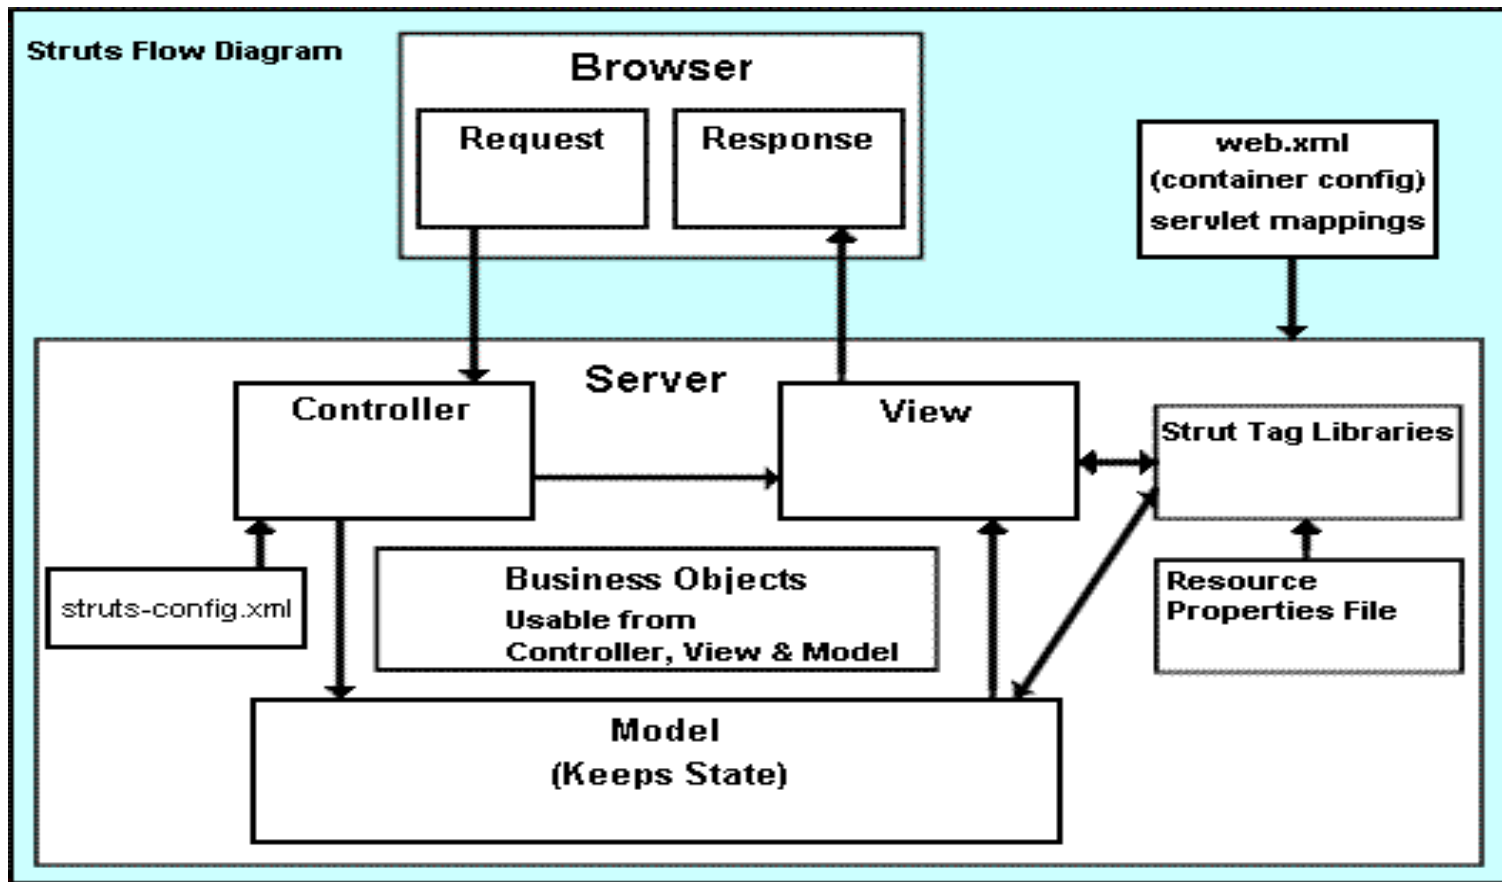 Struts Flow Diagram
Browser
Request
Response
web.xml
(container config)
servlet mappings
Server
Controller
View
Strut Tag Libraries
struts-config.xml
Business Objects
Usable from
Controller, View & Model
Resource
Properties File
Model
(Keeps State)